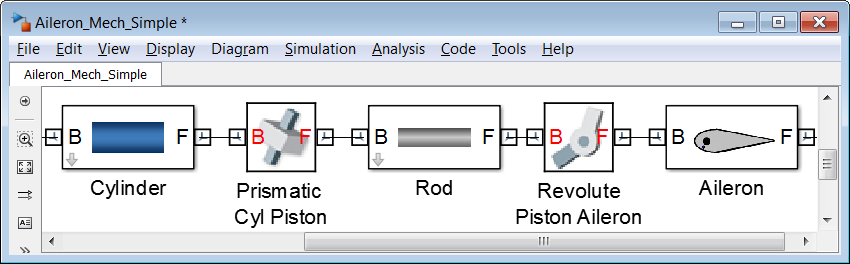 Aileron_Mech_Simple *
File Edit View Display Diagram Simulation Analysis Code Tools Help
Aileron_Mech_Simple
B F B F B F B F B F
Cylinder Prismatic Rod Revolute Aileron
Cyl Piston Piston Aileron